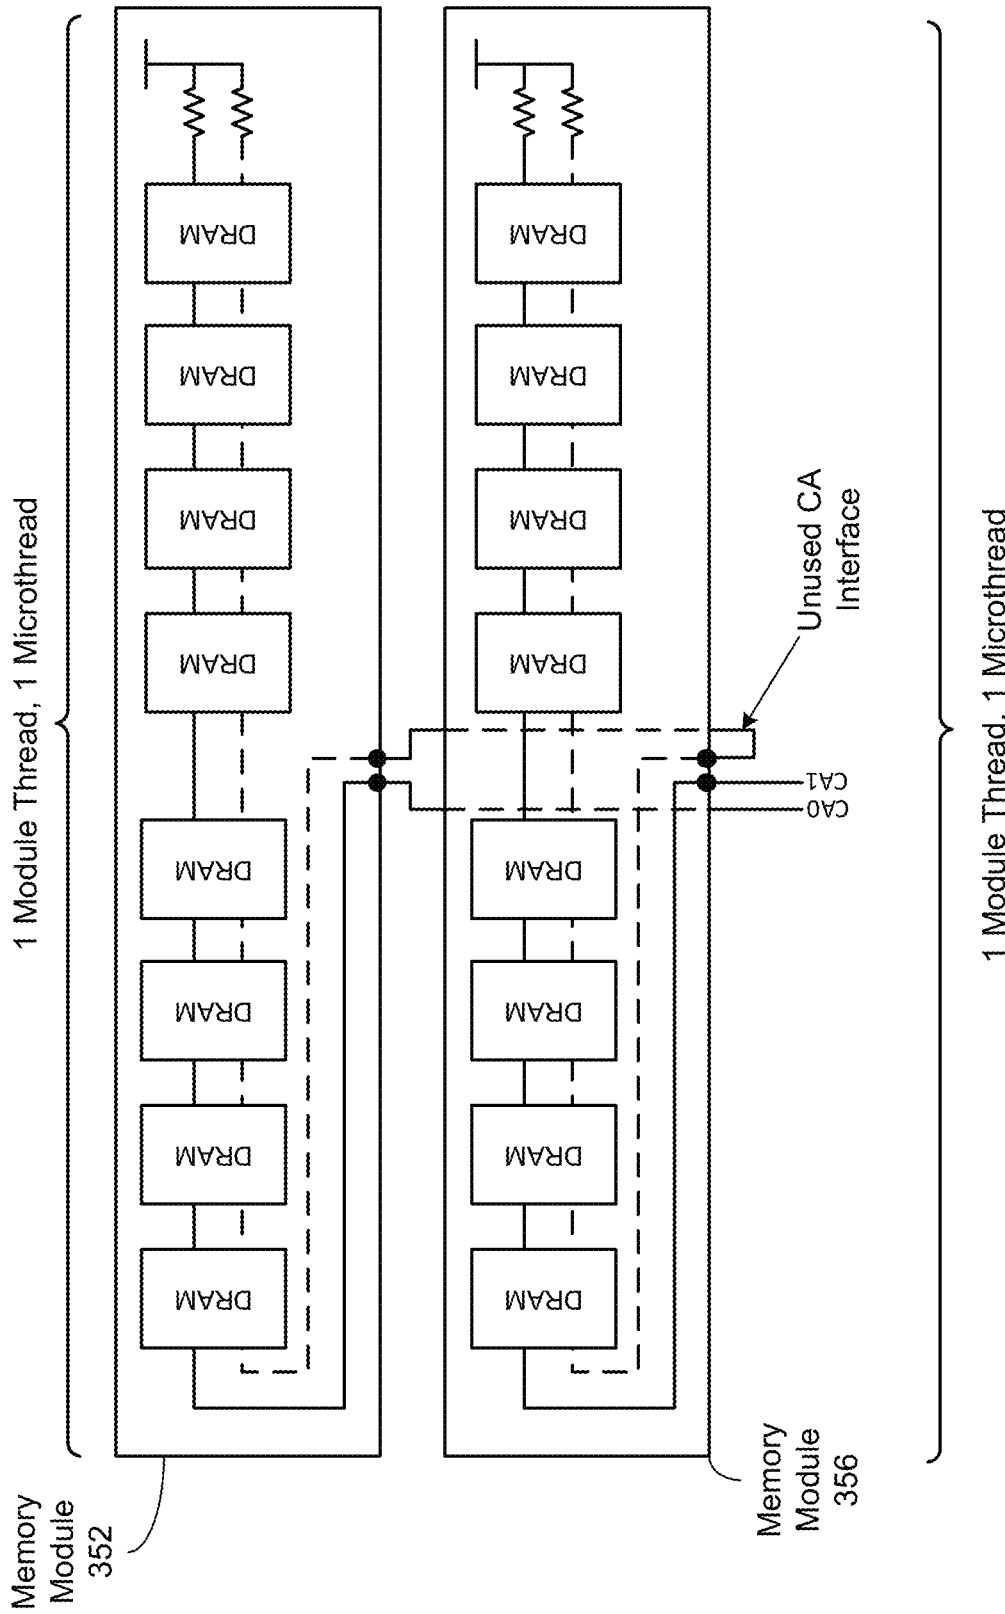 1 Module Thread, 1 Microthread
DRAM
DRAM
DRAM
DRAM
DRAM
DRAM
DRAM
DRAM
Memory
Module
352
DRAM
DRAM
DRAM
DRAM
DRAM
DRAM
DRAM
DRAM
Unused CA
Interface
CA1
CA0
Memory
Module
356
1 Module Thread, 1 Microthread